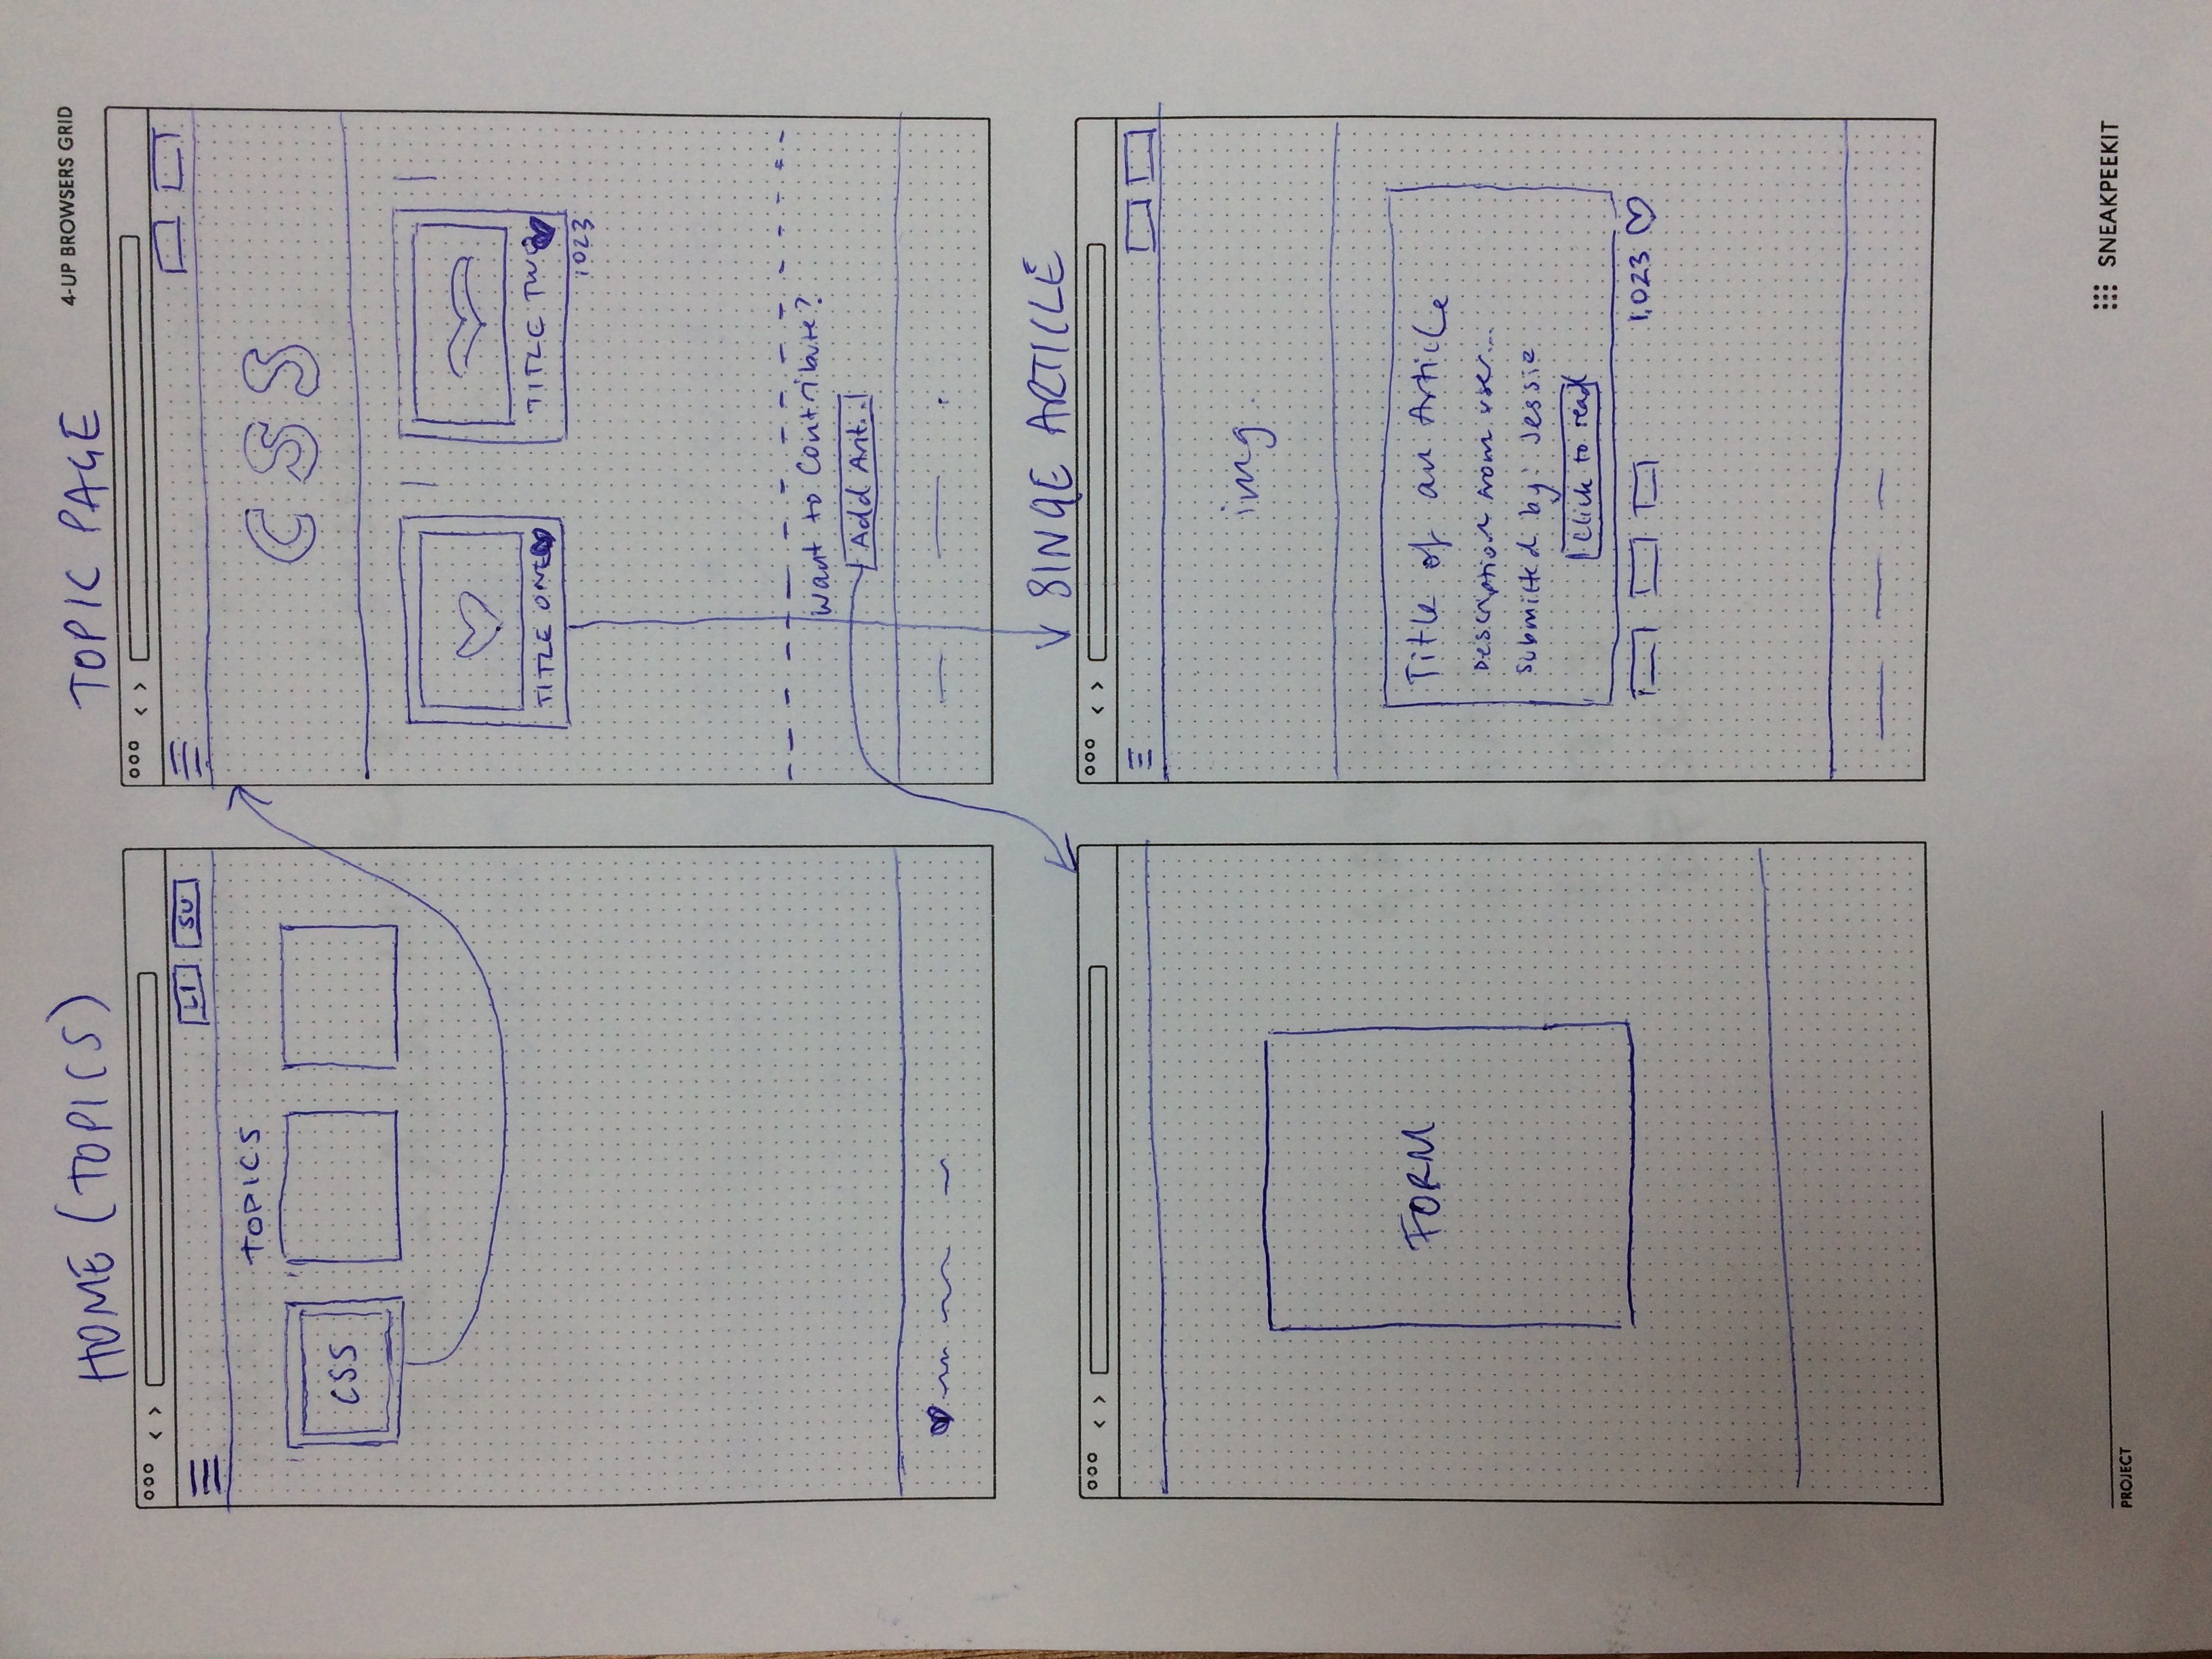 4-UP BROWSERS GRID
HOME (TOPICS)
LI SU
TOPICS
CSS
TOPIC PAGE
CSS
TITLE ONE
TITLE TWO
1023
Want to Contribute?
Add Art...
FORM
SINGE ARTICLE
img
Title of an Article
Description from user...
Submitted by: Jessie
Click to read
1,023
PROJECT
SNEAKPEEKIT